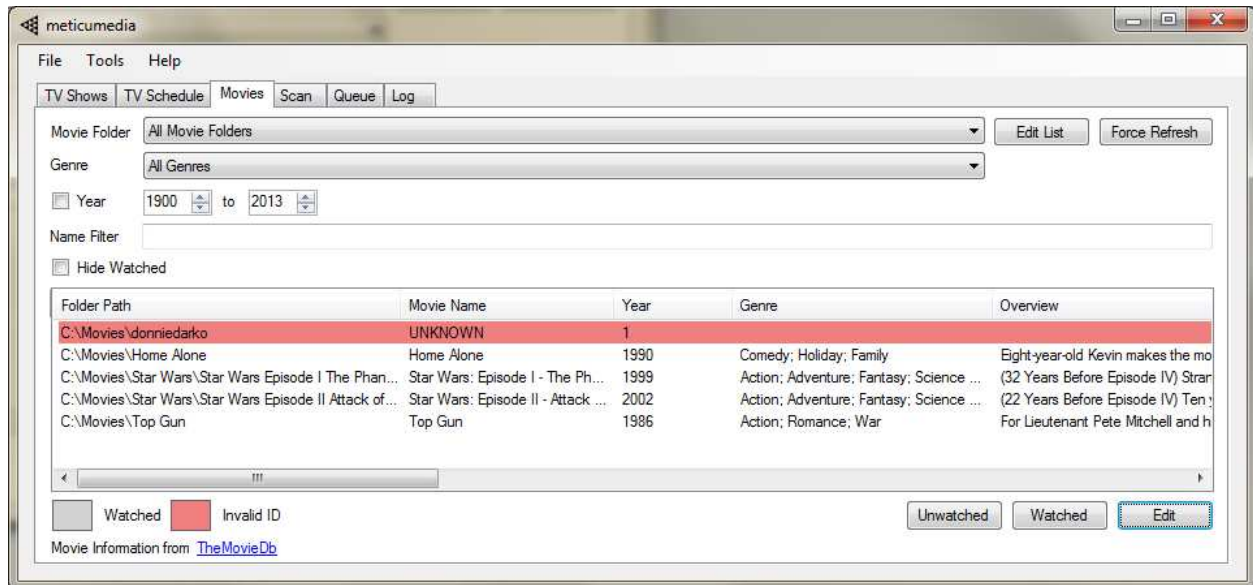 meticumedia
File Tools Help
TV Shows TV Schedule Movies Scan Queue Log
Movie Folder All Movie Folders Edit List Force Refresh
Genre All Genres
Year 1900 to 2013
Name Filter
Hide Watched
Folder Path Movie Name Year Genre Overview
C:\Movies\donniedarko UNKNOWN 1
C:\Movies\Home Alone Home Alone 1990 Comedy; Holiday; Family Eight-year-old Kevin makes the mo
C:\Movies\Star Wars\Star Wars Episode I The Phan... Star Wars: Episode I - The Ph... 1999 Action; Adventure; Fantasy; Science ... (32 Years Before Episode IV) Stran
C:\Movies\Star Wars\Star Wars Episode II Attack of... Star Wars: Episode II - Attack ... 2002 Action; Adventure; Fantasy; Science ... (22 Years Before Episode IV) Ten y
C:\Movies\Top Gun Top Gun 1986 Action; Romance; War For Lieutenant Pete Mitchell and h
Watched Invalid ID Unwatched Watched Edit
Movie Information from TheMovieDb